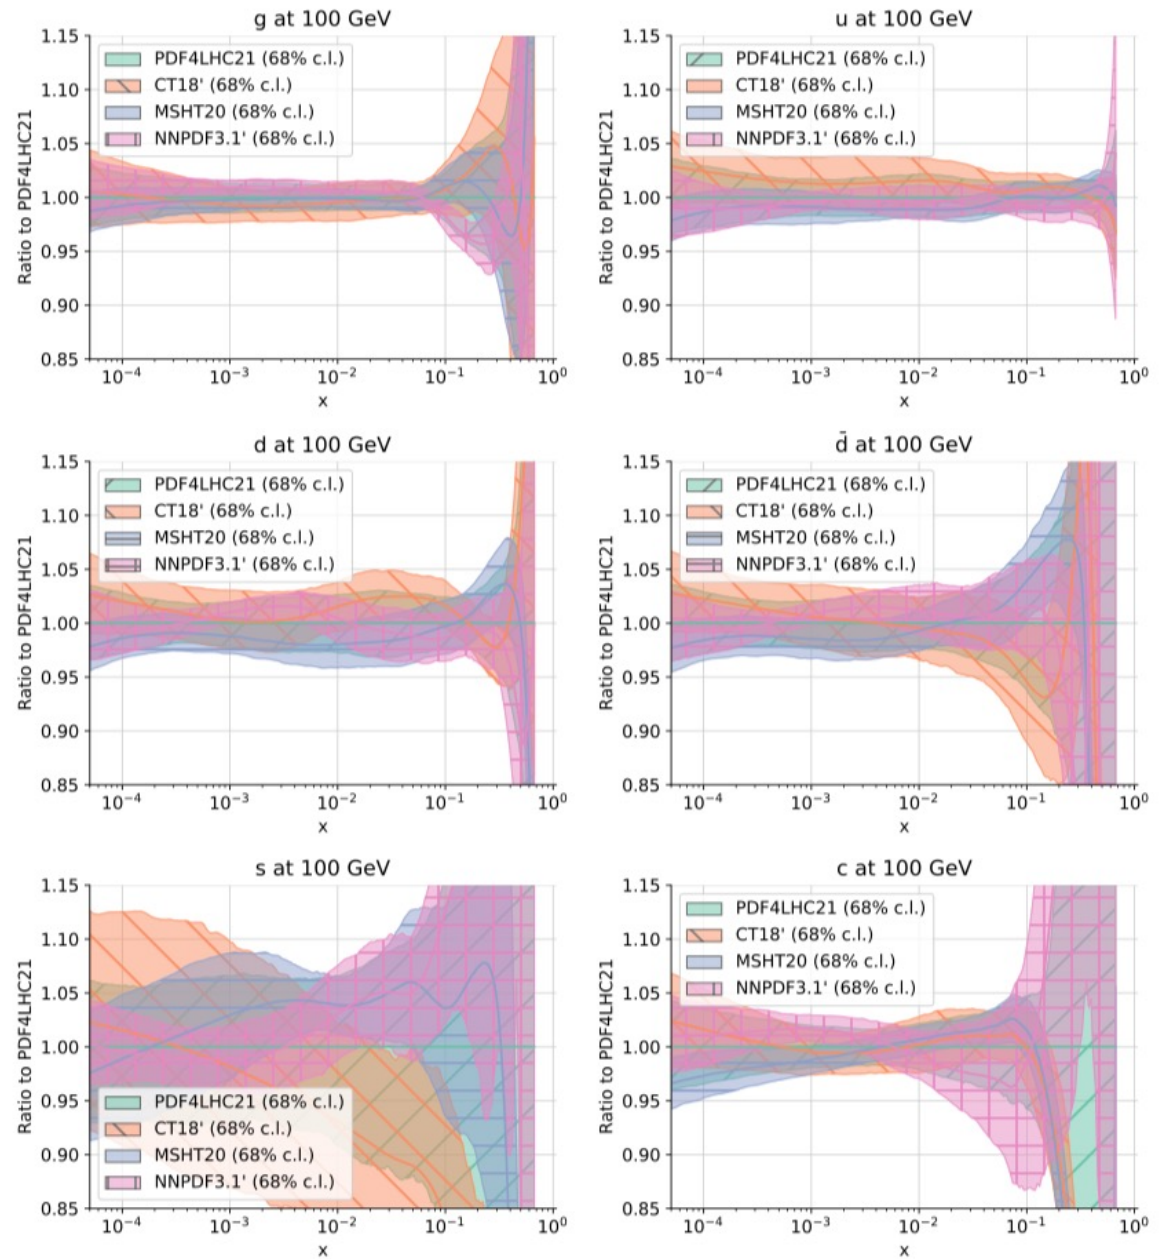 g at 100 GeV
Ratio to PDF4LHC21
1.15
1.10
1.05
1.00
0.95
0.90
0.85
PDF4LHC21 (68% c.l.)
CT18' (68% c.l.)
MSHT20 (68% c.l.)
NNPDF3.1' (68% c.l.)
10⁻⁴ 10⁻³ 10⁻² 10⁻¹ 10⁰
x
u at 100 GeV
Ratio to PDF4LHC21
1.15
1.10
1.05
1.00
0.95
0.90
0.85
PDF4LHC21 (68% c.l.)
CT18' (68% c.l.)
MSHT20 (68% c.l.)
NNPDF3.1' (68% c.l.)
10⁻⁴ 10⁻³ 10⁻² 10⁻¹ 10⁰
x
d at 100 GeV
Ratio to PDF4LHC21
1.15
1.10
1.05
1.00
0.95
0.90
0.85
PDF4LHC21 (68% c.l.)
CT18' (68% c.l.)
MSHT20 (68% c.l.)
NNPDF3.1' (68% c.l.)
10⁻⁴ 10⁻³ 10⁻² 10⁻¹ 10⁰
x
d̄ at 100 GeV
Ratio to PDF4LHC21
1.15
1.10
1.05
1.00
0.95
0.90
0.85
PDF4LHC21 (68% c.l.)
CT18' (68% c.l.)
MSHT20 (68% c.l.)
NNPDF3.1' (68% c.l.)
10⁻⁴ 10⁻³ 10⁻² 10⁻¹ 10⁰
x
s at 100 GeV
Ratio to PDF4LHC21
1.15
1.10
1.05
1.00
0.95
0.90
0.85
PDF4LHC21 (68% c.l.)
CT18' (68% c.l.)
MSHT20 (68% c.l.)
NNPDF3.1' (68% c.l.)
10⁻⁴ 10⁻³ 10⁻² 10⁻¹ 10⁰
x
c at 100 GeV
Ratio to PDF4LHC21
1.15
1.10
1.05
1.00
0.95
0.90
0.85
PDF4LHC21 (68% c.l.)
CT18' (68% c.l.)
MSHT20 (68% c.l.)
NNPDF3.1' (68% c.l.)
10⁻⁴ 10⁻³ 10⁻² 10⁻¹ 10⁰
x